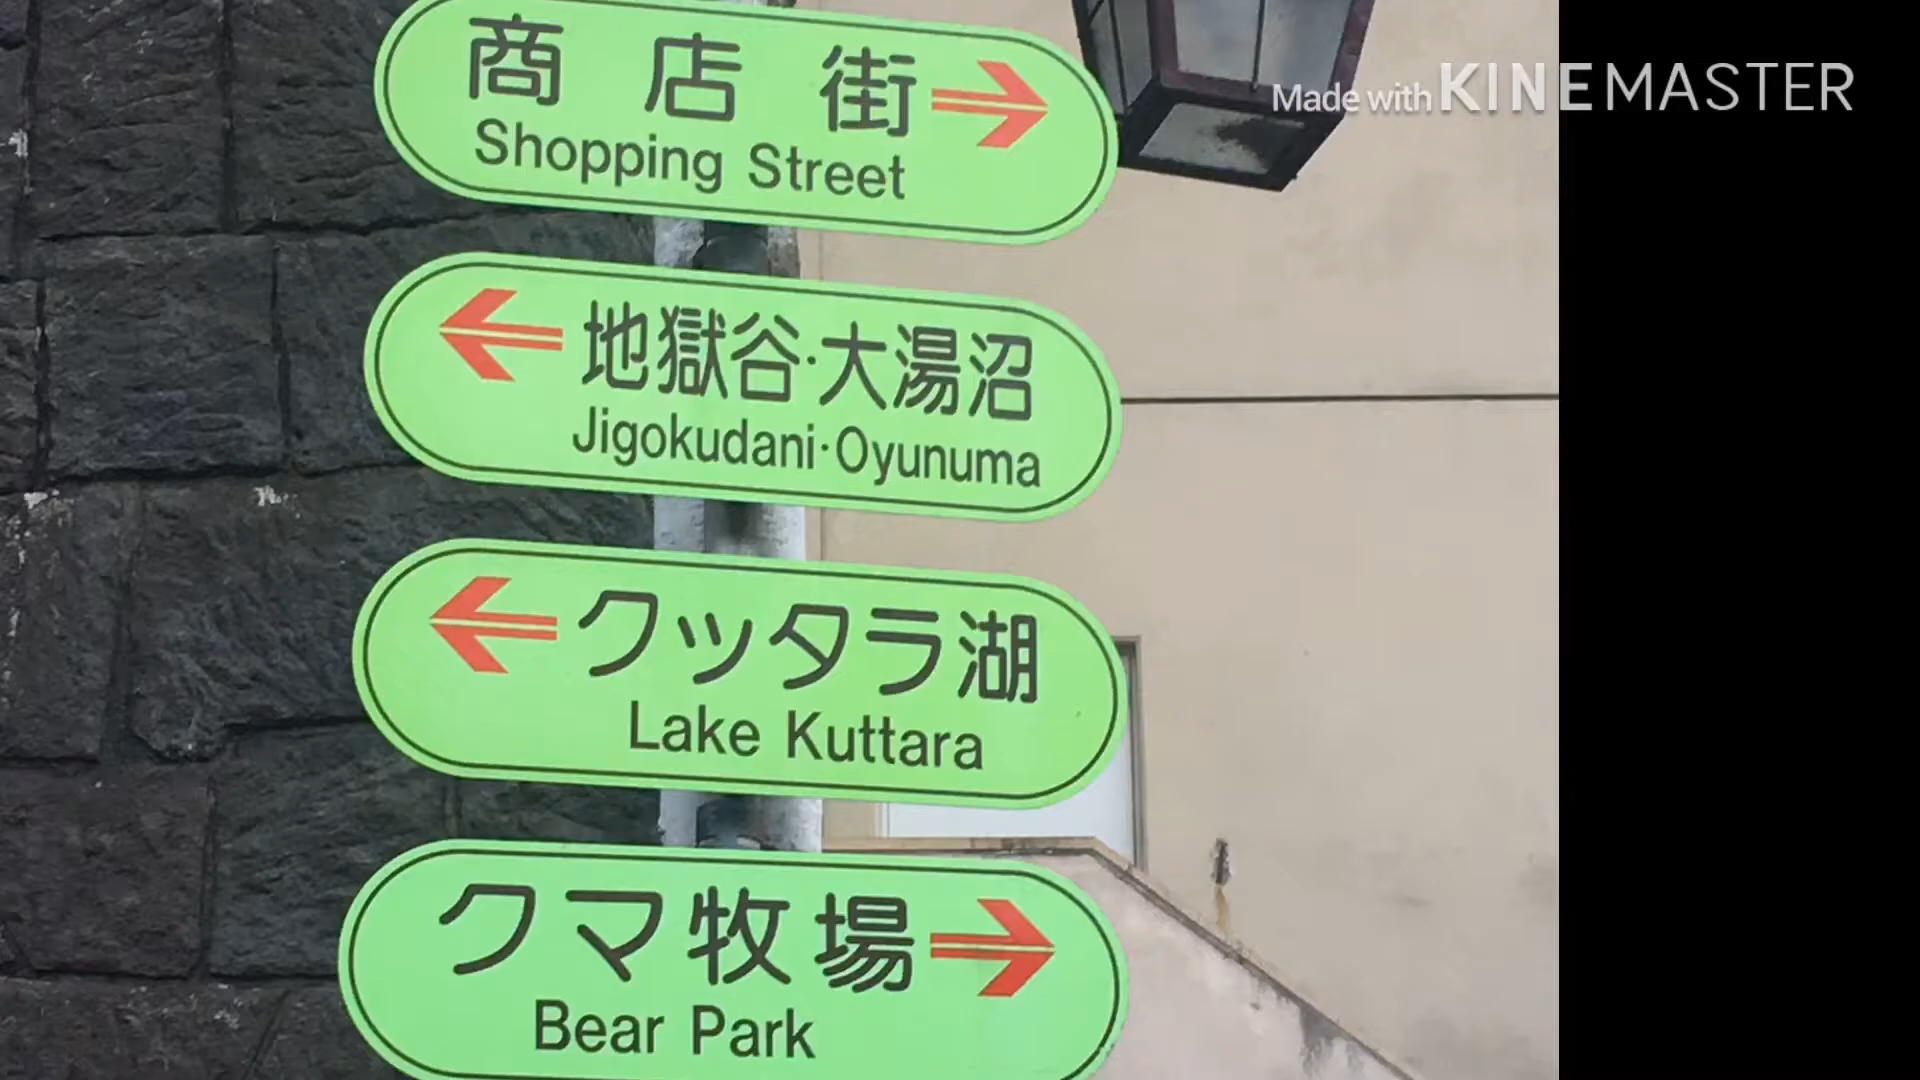 商店街
Shopping Street
Made with KINEMASTER
地獄谷・大湯沼
Jigokudani・Oyunuma
クッタラ湖
Lake Kuttara
クマ牧場
Bear Park